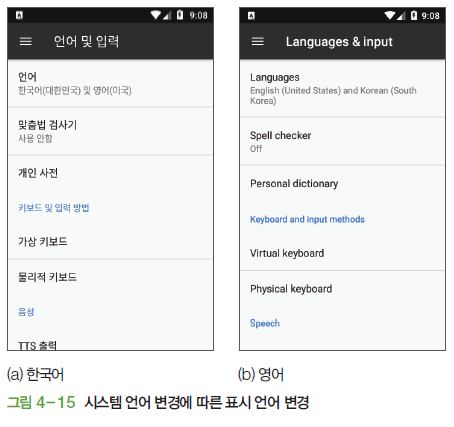 9:08
언어 및 입력
언어
한국어(대한민국) 및 영어(미국)
맞춤법 검사기
사용 안함
개인 사전
키보드 및 입력 방법
가상 키보드
물리적 키보드
음성
TTS 출력
(a) 한국어
9:08
Languages & input
Languages
English (United States) and Korean (South
Korea)
Spell checker
Off
Personal dictionary
Keyboard and input methods
Virtual keyboard
Physical keyboard
Speech
(b) 영어
그림 4-15 시스템 언어 변경에 따른 표시 언어 변경